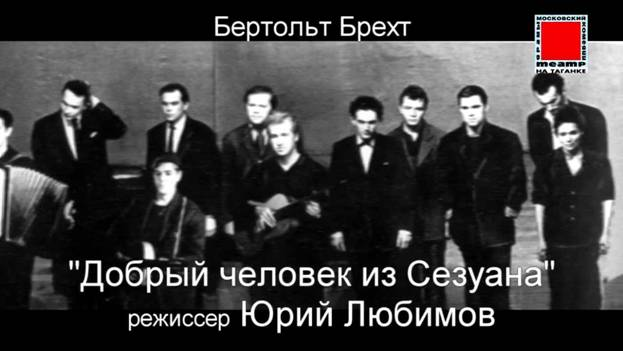 Бертольт Брехт
МОСКОВСКИЙ
театр
НА ТАГАНКЕ
"Добрый человек из Сезуана"
режиссер Юрий Любимов